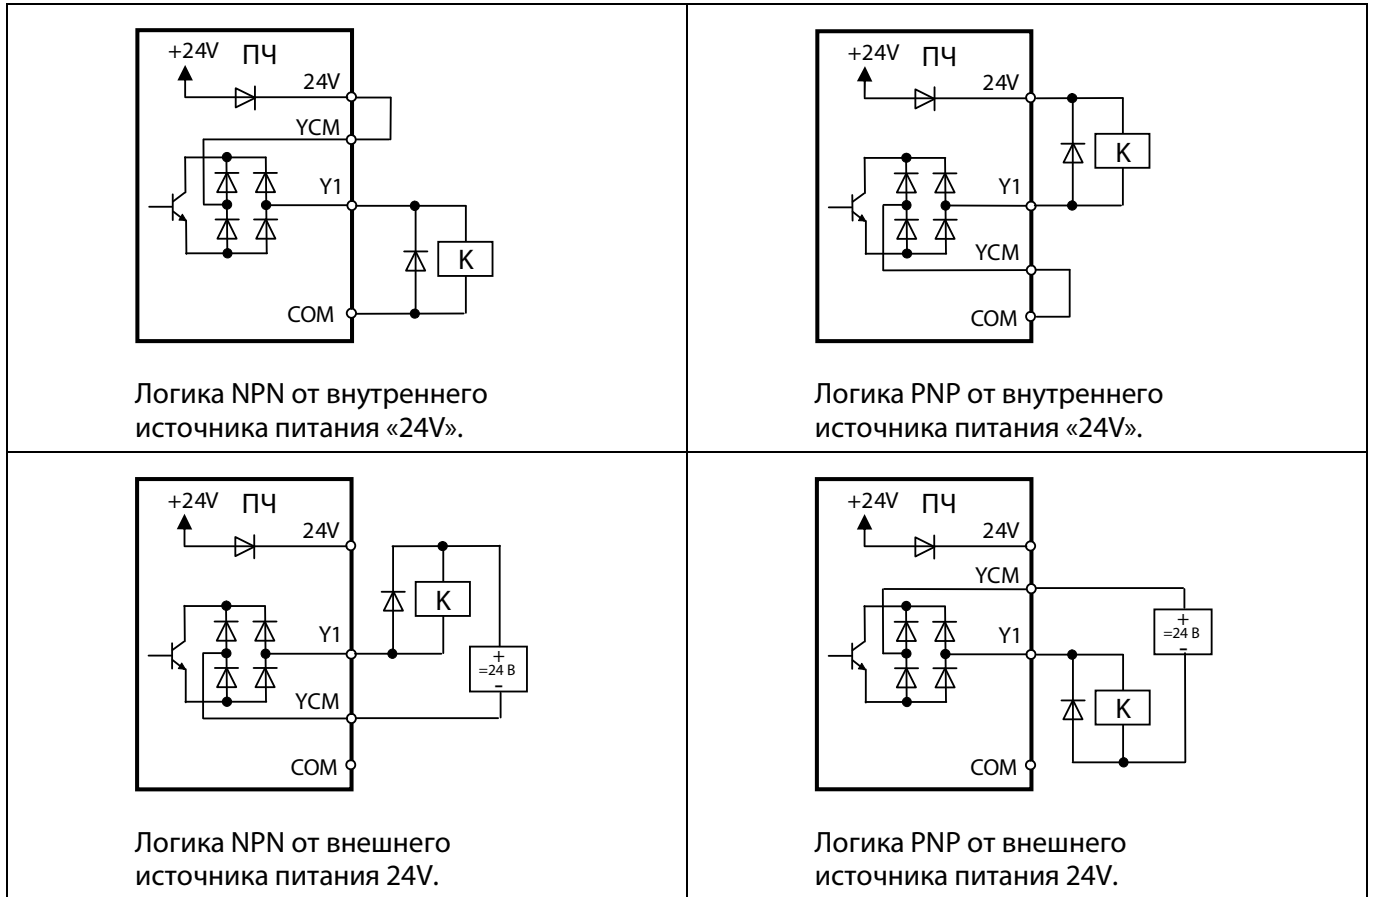 +24V ПЧ
24V
YCM
Y1
K
COM
Логика NPN от внутреннего
источника питания «24V».
+24V ПЧ
24V
K
Y1
YCM
COM
Логика PNP от внутреннего
источника питания «24V».
+24V ПЧ
24V
K
Y1
+
=24 В
-
YCM
COM
Логика NPN от внешнего
источника питания 24V.
+24V ПЧ
24V
YCM
+
=24 В
-
Y1
K
COM
Логика PNP от внешнего
источника питания 24V.